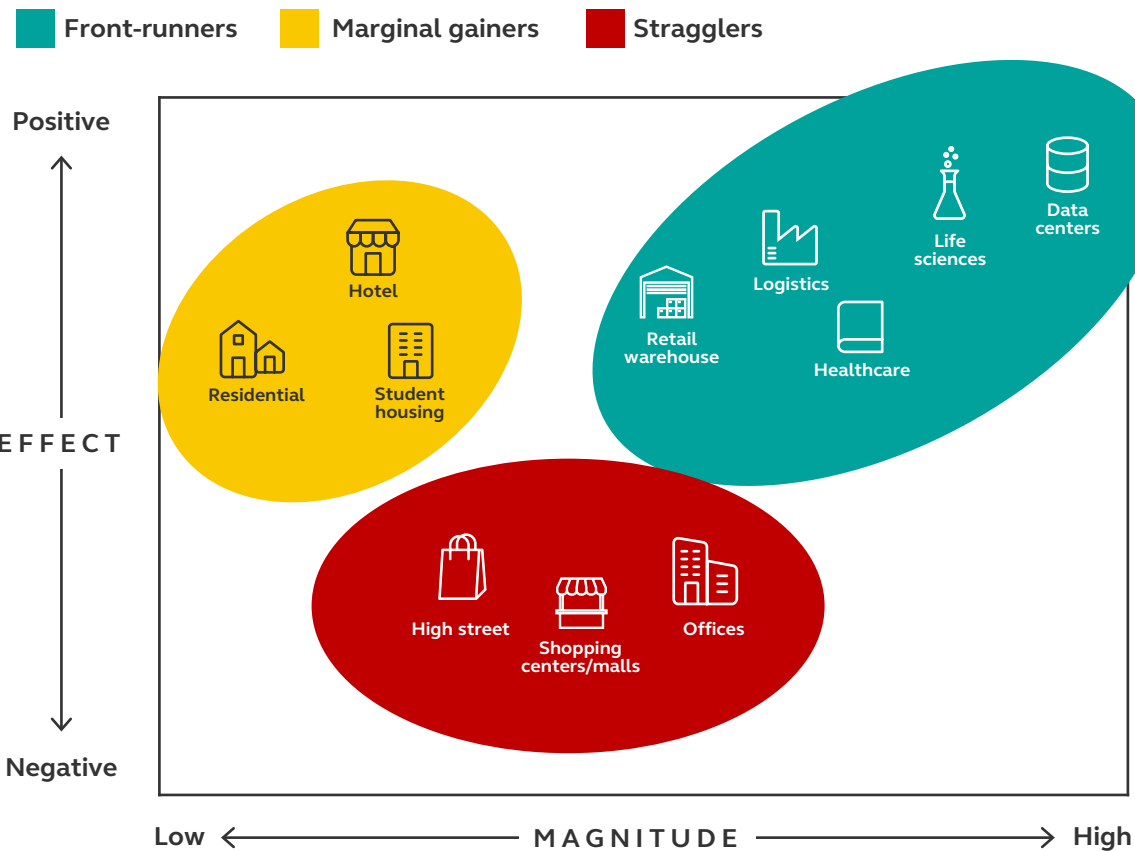 Front-runners
Marginal gainers
Stragglers
Positive
EFFECT
Negative
Hotel
Residential
Student
housing
Data
centers
Life
sciences
Logistics
Retail
warehouse
Healthcare
High street
Shopping
centers/malls
Offices
Low
MAGNITUDE
High